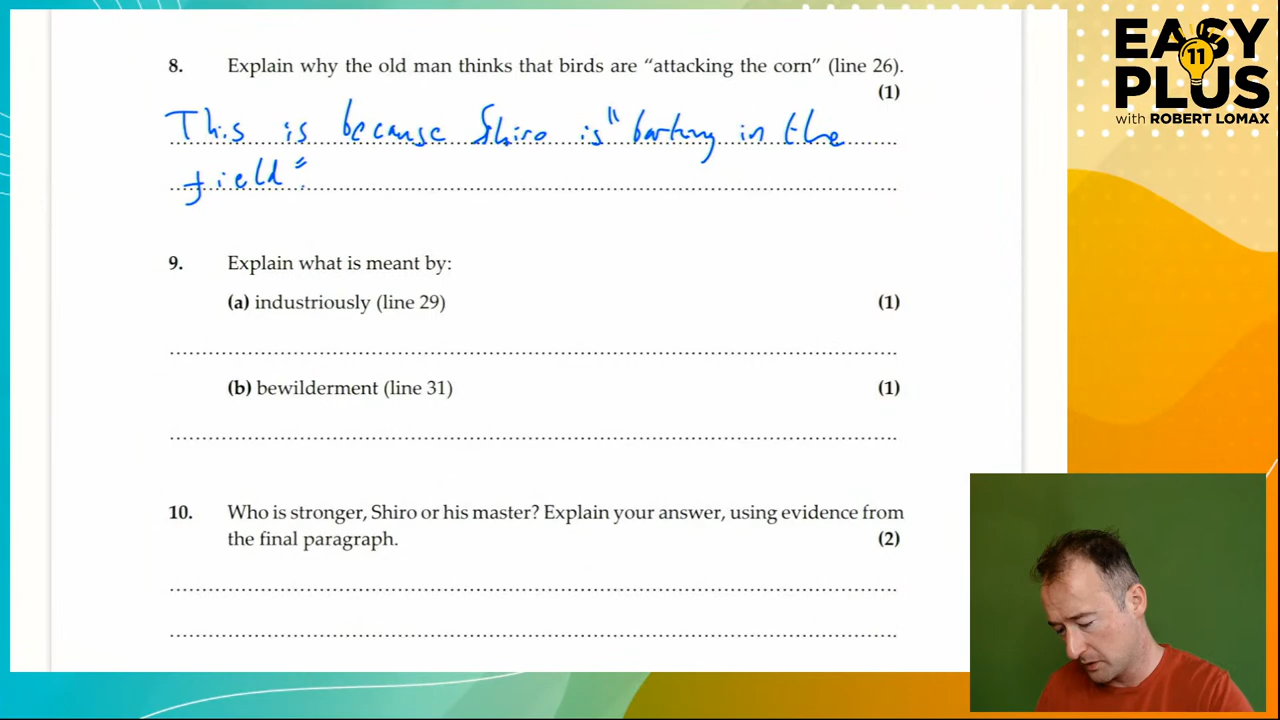 8. Explain why the old man thinks that birds are “attacking the corn” (line 26).
(1)
This is because Shiro is "barking in the
field".
9. Explain what is meant by:
(a) industriously (line 29) (1)
(b) bewilderment (line 31) (1)
10. Who is stronger, Shiro or his master? Explain your answer, using evidence from
the final paragraph. (2)
EASY
11
PLUS
with ROBERT LOMAX